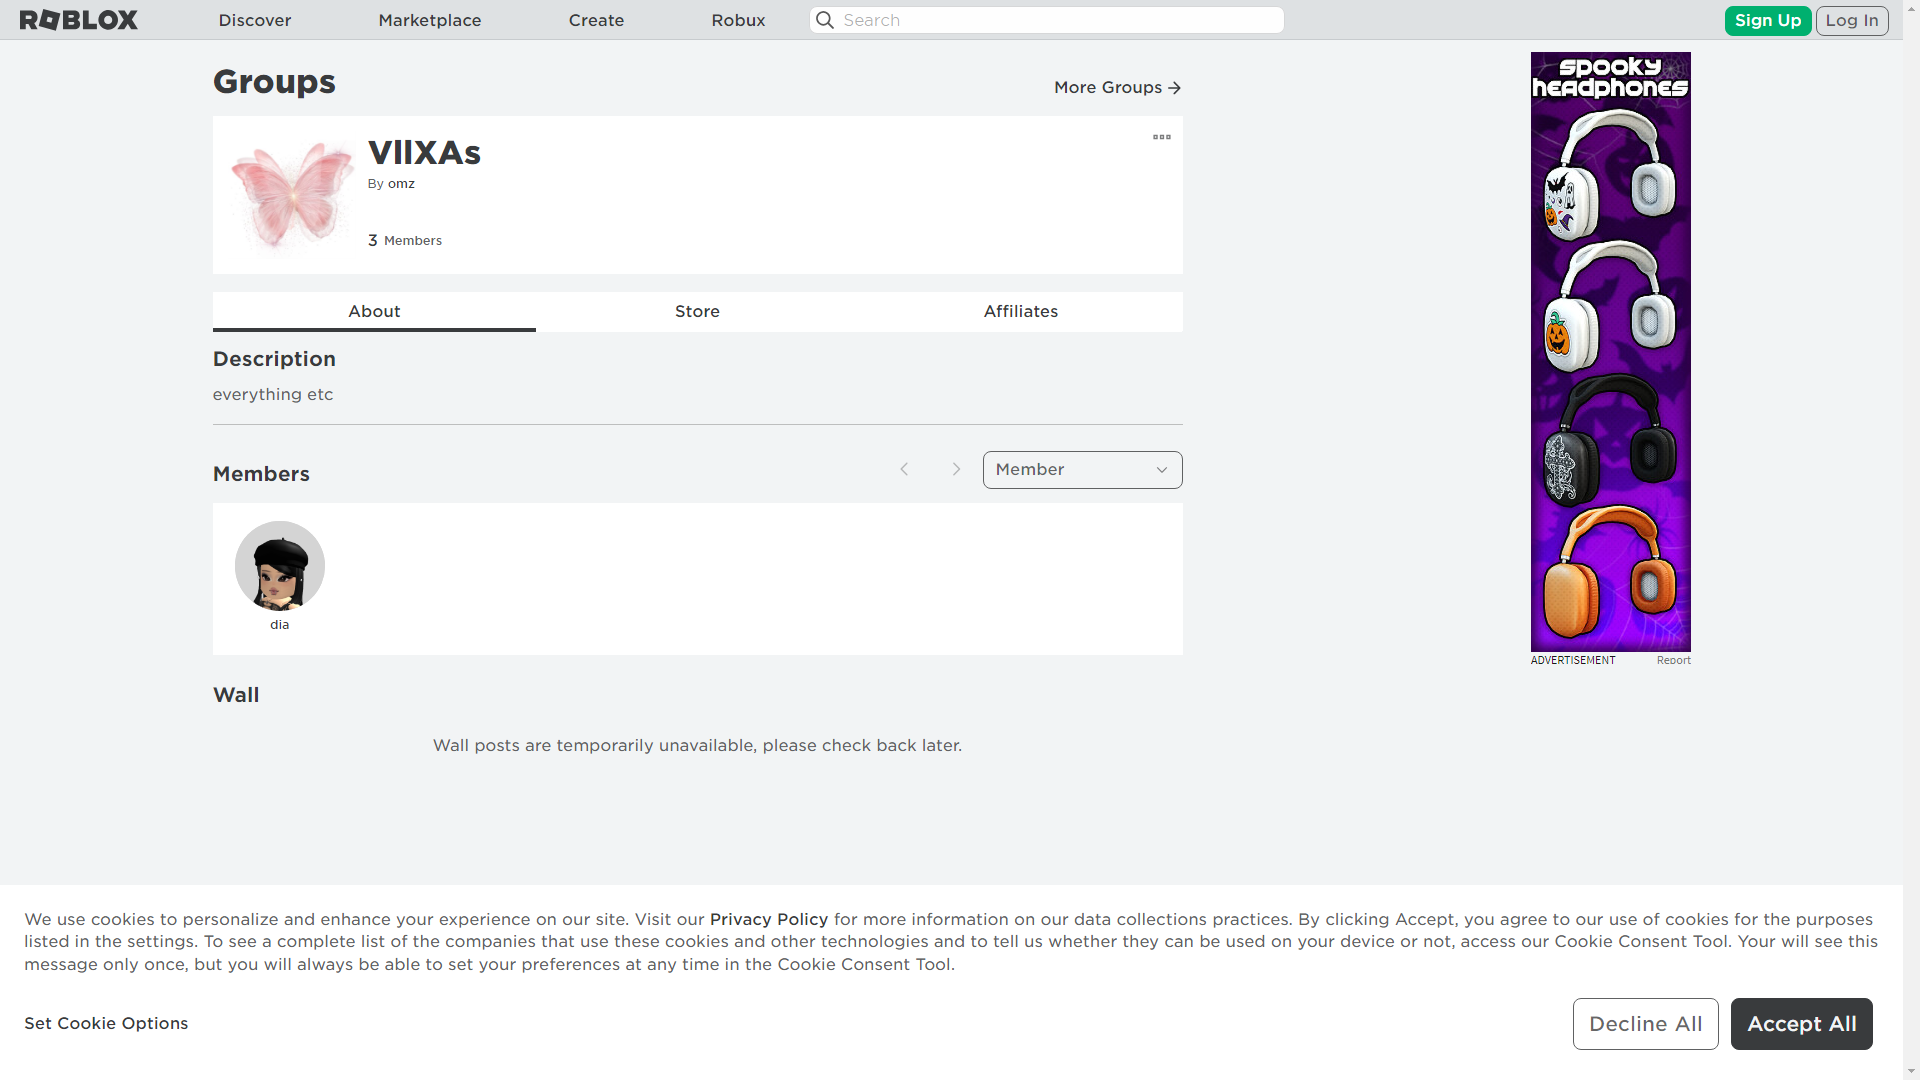 ROBLOX
Discover
Marketplace
Create
Robux
Search
Sign Up
Log In
Groups
More Groups
VllXAs
By omz
3 Members
About
Store
Affiliates
Description
everything etc
Members
Member
dia
Wall
Wall posts are temporarily unavailable, please check back later.
spooky
headphones
ADVERTISEMENT
Report
We use cookies to personalize and enhance your experience on our site. Visit our Privacy Policy for more information on our data collections practices. By clicking Accept, you agree to our use of cookies for the purposes
listed in the settings. To see a complete list of the companies that use these cookies and other technologies and to tell us whether they can be used on your device or not, access our Cookie Consent Tool. Your will see this
message only once, but you will always be able to set your preferences at any time in the Cookie Consent Tool.
Set Cookie Options
Decline All
Accept All